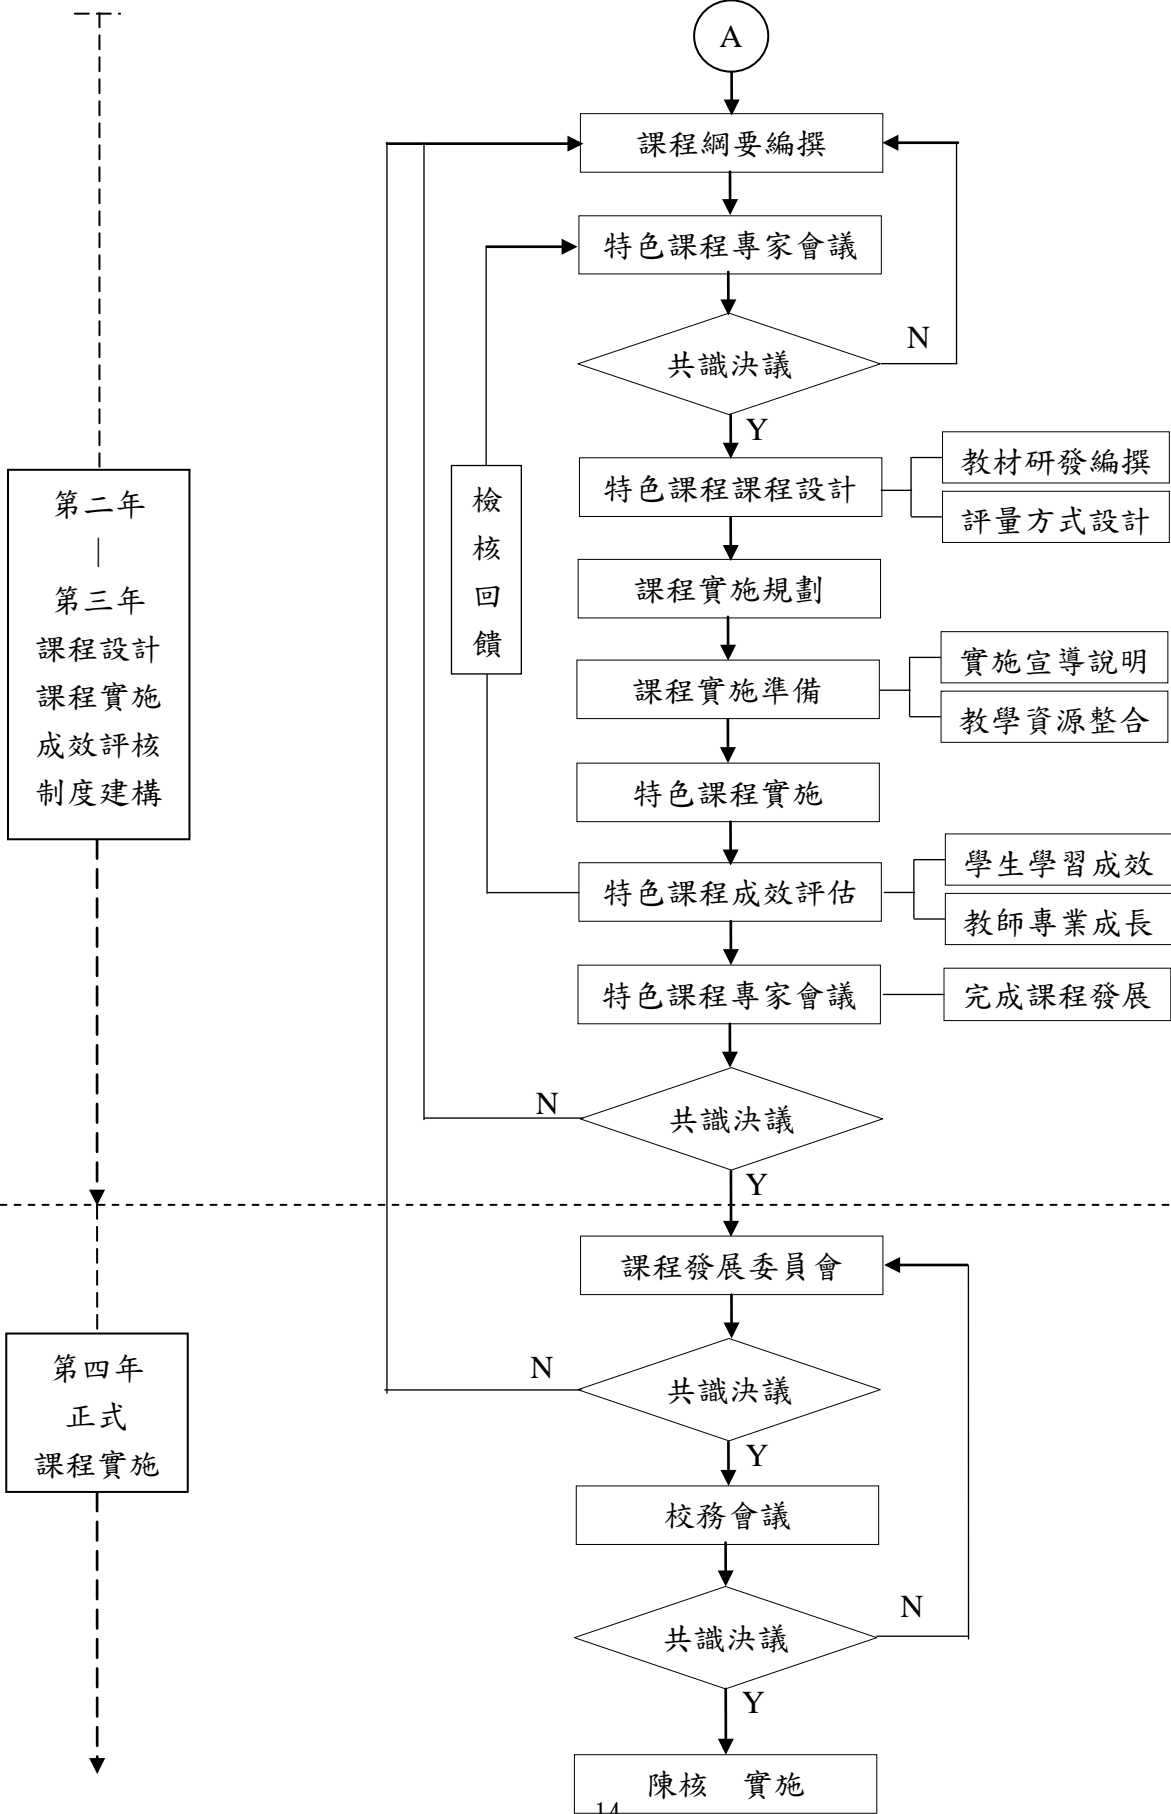 A
課程綱要編撰
特色課程專家會議
共識決議
N
Y
特色課程課程設計
教材研發編撰
評量方式設計
檢
核
回
饋
第二年
｜
第三年
課程設計
課程實施
成效評核
制度建構
課程實施規劃
課程實施準備
實施宣導說明
教學資源整合
特色課程實施
特色課程成效評估
學生學習成效
教師專業成長
特色課程專家會議
完成課程發展
N
共識決議
Y
課程發展委員會
第四年
正式
課程實施
N
共識決議
Y
校務會議
共識決議
N
Y
陳核 實施
14